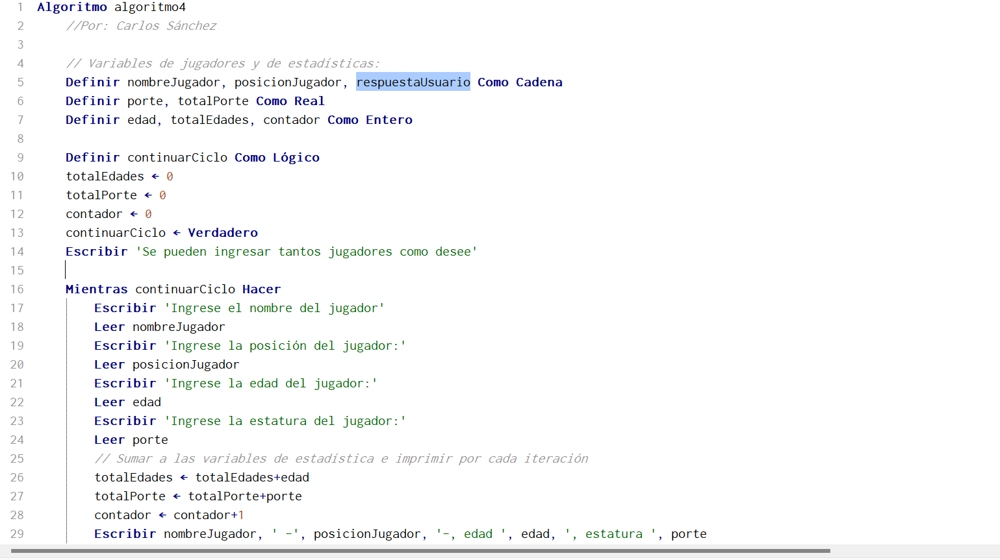 1 Algoritmo algoritmo4
2 //Por: Carlos Sánchez
3
4 // Variables de jugadores y de estadísticas:
5 Definir nombreJugador, posicionJugador, respuestaUsuario Como Cadena
6 Definir porte, totalPorte Como Real
7 Definir edad, totalEdades, contador Como Entero
8
9 Definir continuarCiclo Como Lógico
10 totalEdades ← 0
11 totalPorte ← 0
12 contador ← 0
13 continuarCiclo ← Verdadero
14 Escribir 'Se pueden ingresar tantos jugadores como desee'
15
16 Mientras continuarCiclo Hacer
17 Escribir 'Ingrese el nombre del jugador'
18 Leer nombreJugador
19 Escribir 'Ingrese la posición del jugador:'
20 Leer posicionJugador
21 Escribir 'Ingrese la edad del jugador:'
22 Leer edad
23 Escribir 'Ingrese la estatura del jugador:'
24 Leer porte
25 // Sumar a las variables de estadística e imprimir por cada iteración
26 totalEdades ← totalEdades+edad
27 totalPorte ← totalPorte+porte
28 contador ← contador+1
29 Escribir nombreJugador, ' -', posicionJugador, '-, edad ', edad, ', estatura ', porte